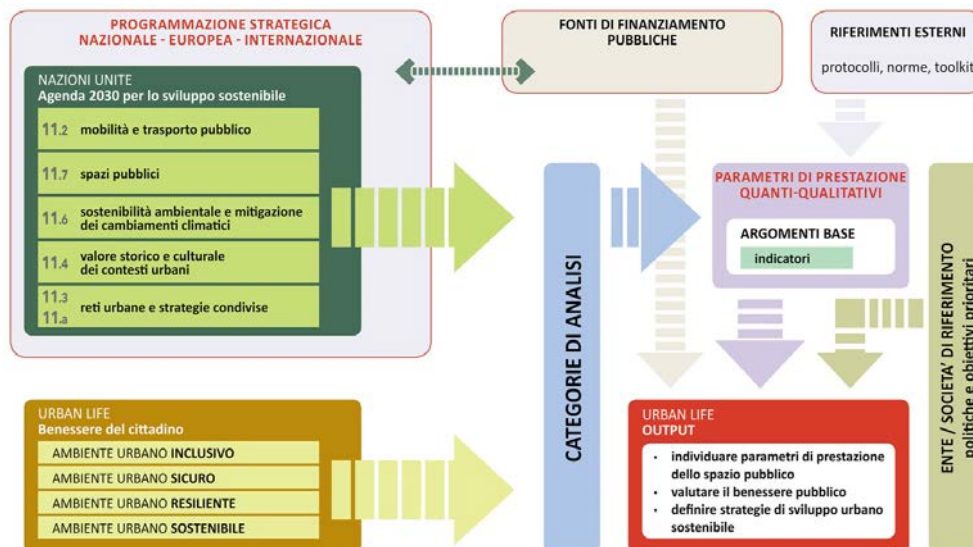 PROGRAMMAZIONE STRATEGICA
NAZIONALE - EUROPEA - INTERNAZIONALE
NAZIONI UNITE
Agenda 2030 per lo sviluppo sostenibile
11.2 mobilità e trasporto pubblico
11.7 spazi pubblici
11.6 sostenibilità ambientale e mitigazione
dei cambiamenti climatici
11.4 valore storico e culturale
dei contesti urbani
11.3
11.a
reti urbane e strategie condivise
FONTI DI FINANZIAMENTO
PUBBLICHE
RIFERIMENTI ESTERNI
protocolli, norme, toolkit
CATEGORIE DI ANALISI
PARAMETRI DI PRESTAZIONE
QUANTI-QUALITATIVI
ARGOMENTI BASE
indicatori
ENTE / SOCIETA' DI RIFERIMENTO
politiche e obiettivi prioritari
URBAN LIFE
Benessere del cittadino
AMBIENTE URBANO INCLUSIVO
AMBIENTE URBANO SICURO
AMBIENTE URBANO RESILIENTE
AMBIENTE URBANO SOSTENIBILE
URBAN LIFE
OUTPUT
• individuare parametri di prestazione
dello spazio pubblico
• valutare il benessere pubblico
• definire strategie di sviluppo urbano
sostenibile